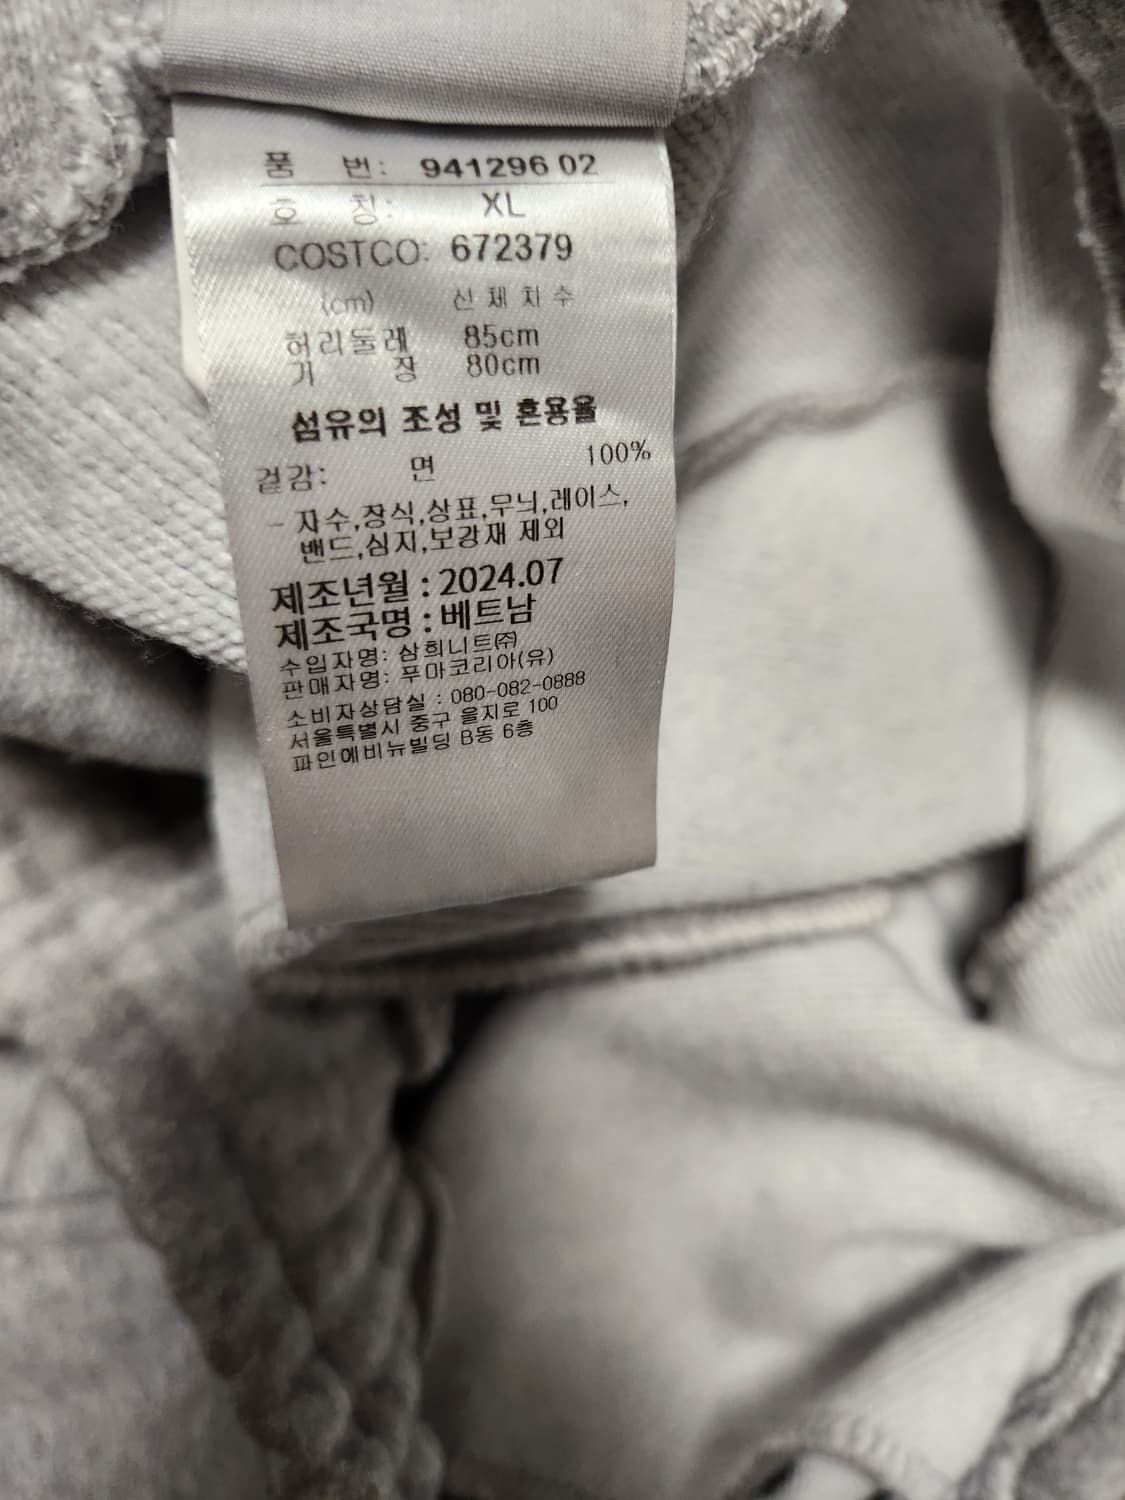 품 번: 941296 02
호 칭: XL
COSTCO: 672379
(cm) 신체치수
허리둘레 85cm
기 장 80cm
섬유의 조성 및 혼용율
겉감: 면 100%
- 자수,장식,상표,무늬,레이스,
밴드,심지,보강재 제외
제조년월 : 2024.07
제조국명 : 베트남
수입자명: 삼희니트㈜
판매자명: 푸마코리아(유)
소비자상담실 : 080-082-0888
서울특별시 중구 을지로 100
파인에비뉴빌딩 B동 6층